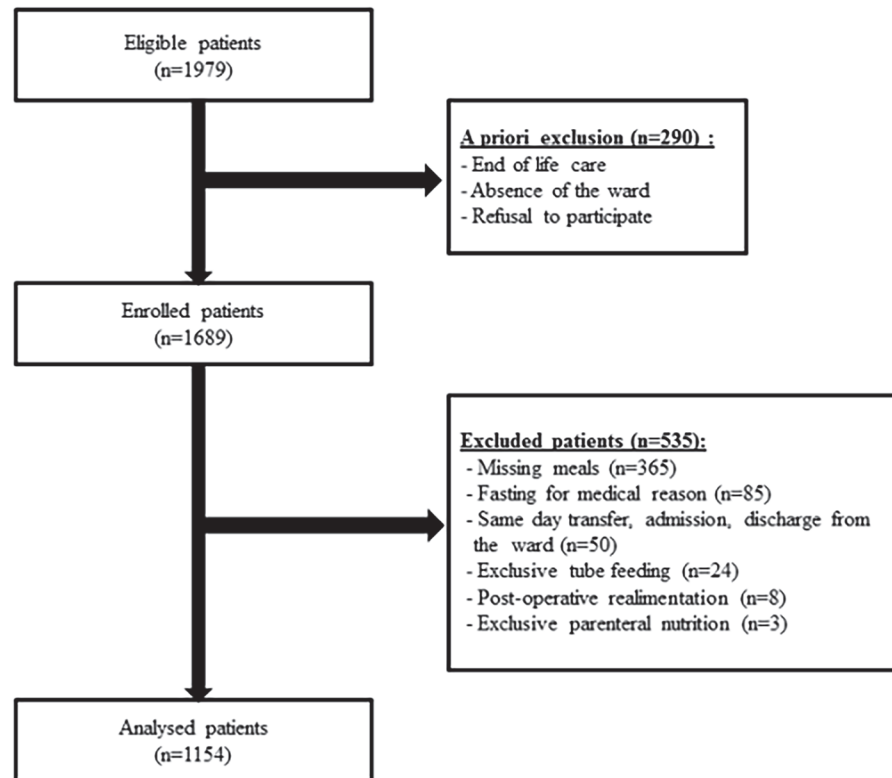 Eligible patients
(n=1979)
A priori exclusion (n=290) :
- End of life care
- Absence of the ward
- Refusal to participate
Enrolled patients
(n=1689)
Excluded patients (n=535):
- Missing meals (n=365)
- Fasting for medical reason (n=85)
- Same day transfer, admission, discharge from
the ward (n=50)
- Exclusive tube feeding (n=24)
- Post-operative realimentation (n=8)
- Exclusive parenteral nutrition (n=3)
Analysed patients
(n=1154)